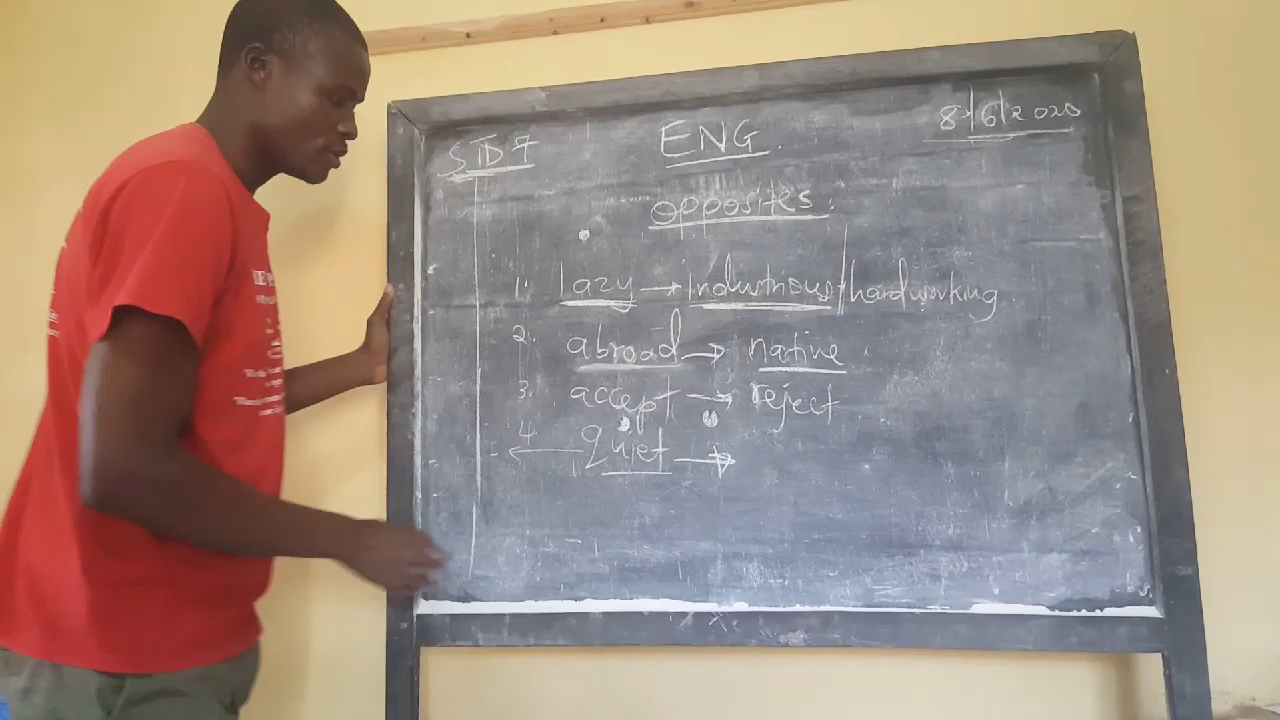 STD 7 ENG. 8/6/2020
Opposites.
1. lazy → industrious/hardworking
2. abroad → native.
3. accept → reject
4. quiet →